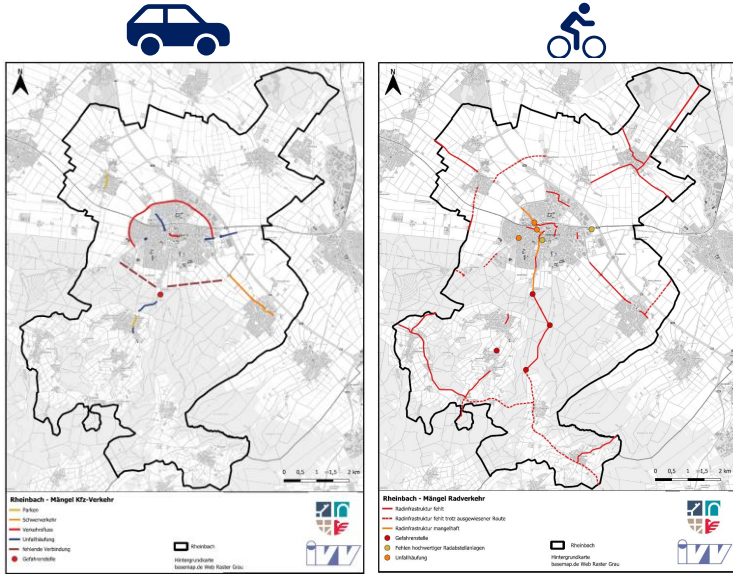 N
0 0,5 1 1,5 2 km
Rheinbach - Mängel Kfz-Verkehr
Parken
Schwerverkehr
Verkehrsfluss
Unfallhäufung
fehlende Verbindung
Gefahrenstelle
Rheinbach
Hintergrundkarte
basemap.de Web Raster Grau
IVV
N
0 0,5 1 1,5 2 km
Rheinbach - Mängel Radverkehr
Radinfrastruktur fehlt
Radinfrastruktur fehlt trotz ausgewiesener Route
Radinfrastruktur mangelhaft
Gefahrenstelle
Fehlen hochwertiger Radabstellanlagen
Unfallhäufung
Rheinbach
Hintergrundkarte
basemap.de Web Raster Grau
IVV